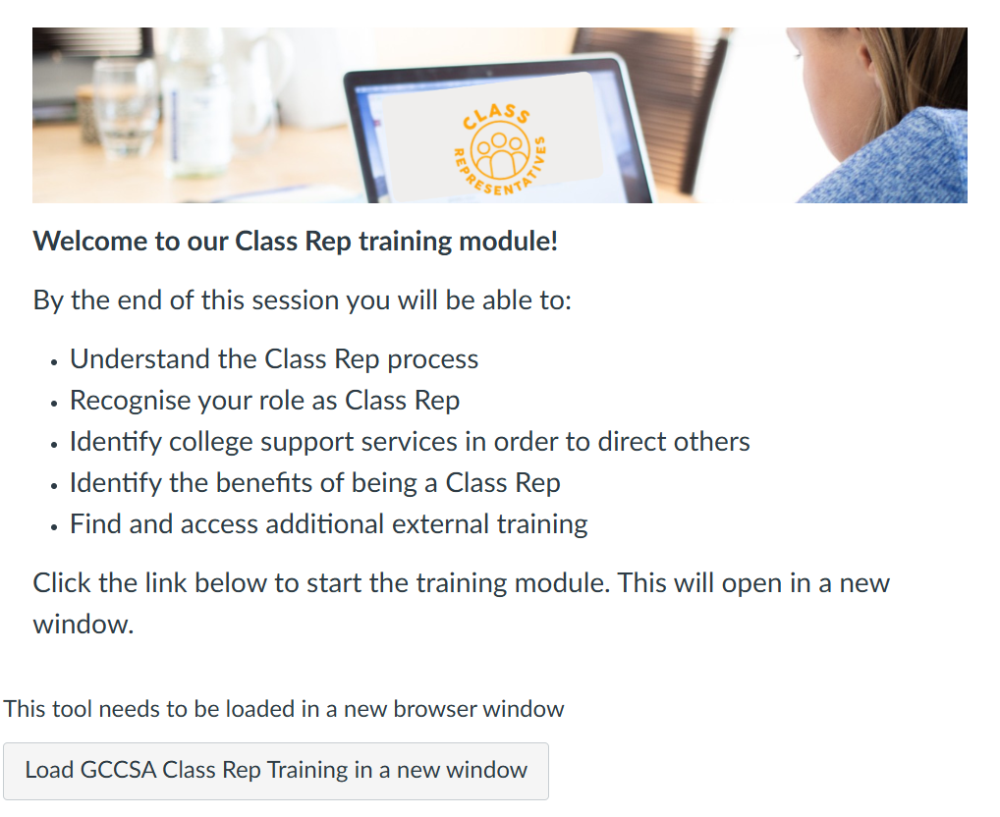 CLASS
REPRESENTATIVES
Welcome to our Class Rep training module!
By the end of this session you will be able to:
• Understand the Class Rep process
• Recognise your role as Class Rep
• Identify college support services in order to direct others
• Identify the benefits of being a Class Rep
• Find and access additional external training
Click the link below to start the training module. This will open in a new
window.
This tool needs to be loaded in a new browser window
Load GCCSA Class Rep Training in a new window